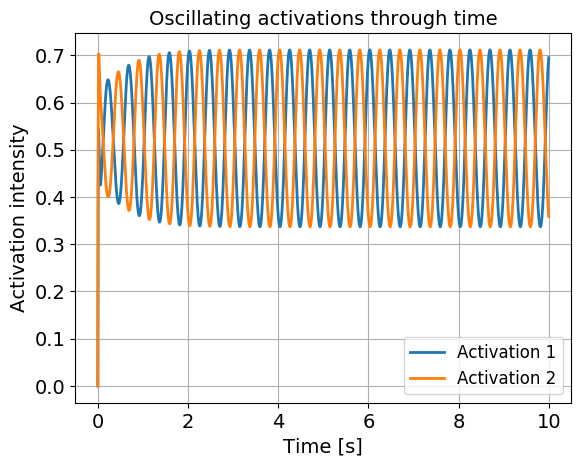 Oscillating activations through time
Activation intensity
0.7
0.6
0.5
0.4
0.3
0.2
0.1
0.0
0 2 4 6 8 10
Time [s]
Activation 1
Activation 2